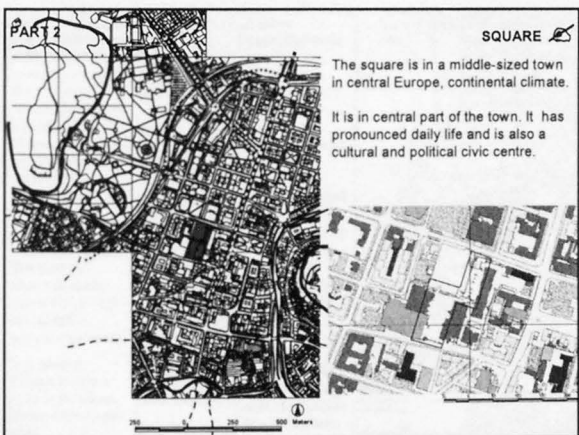 PART 2
SQUARE
The square is in a middle-sized town
in central Europe, continental climate.
It is in central part of the town. It has
pronounced daily life and is also a
cultural and political civic centre.
250 0 250 500 Meters